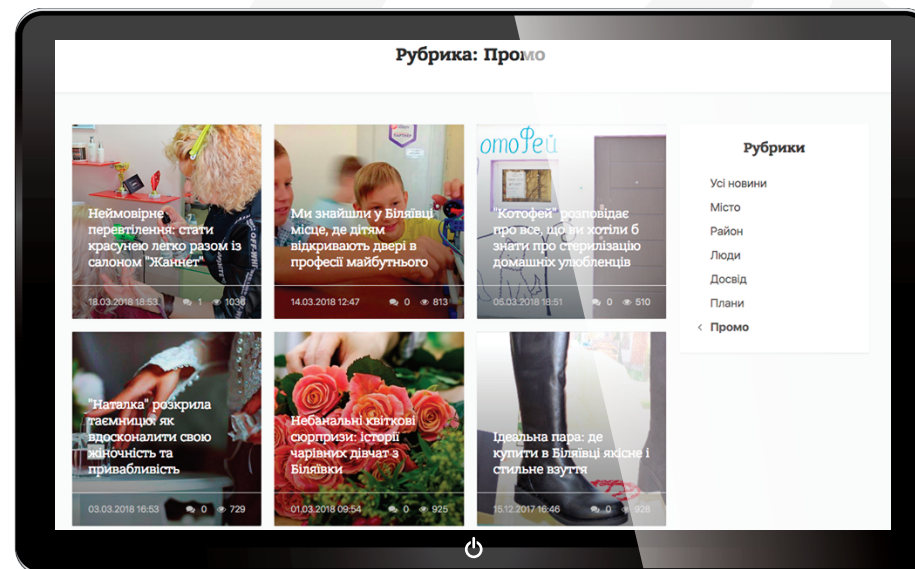 Рубрика: Промо
Неймовірне
перевтілення: стати
красунею легко разом із
салоном "Жаннет"
18.03.2018 18:53 1 1036
Ми знайшли у Біляївці
місце, де дітям
відкривають двері в
професії майбутнього
14.03.2018 12:47 0 813
отоФей
"Котофей" розповідає
про все, що ви хотіли б
знати про стерилізацію
домашніх улюбленців
05.03.2018 18:51 0 510
"Наталка" розкрила
таємницю: як
вдосконалити свою
жіночність та
привабливість
03.03.2018 16:53 0 729
Небанальні квіткові
сюрпризи: історії
чарівних дівчат з
Біляївки
01.03.2018 09:54 0 925
Ідеальна пара: де
купити в Біляївці якісне і
стильне взуття
15.12.2017 16:46 0 928
Рубрики
Усі новини
Місто
Район
Люди
Досвід
Плани
< Промо